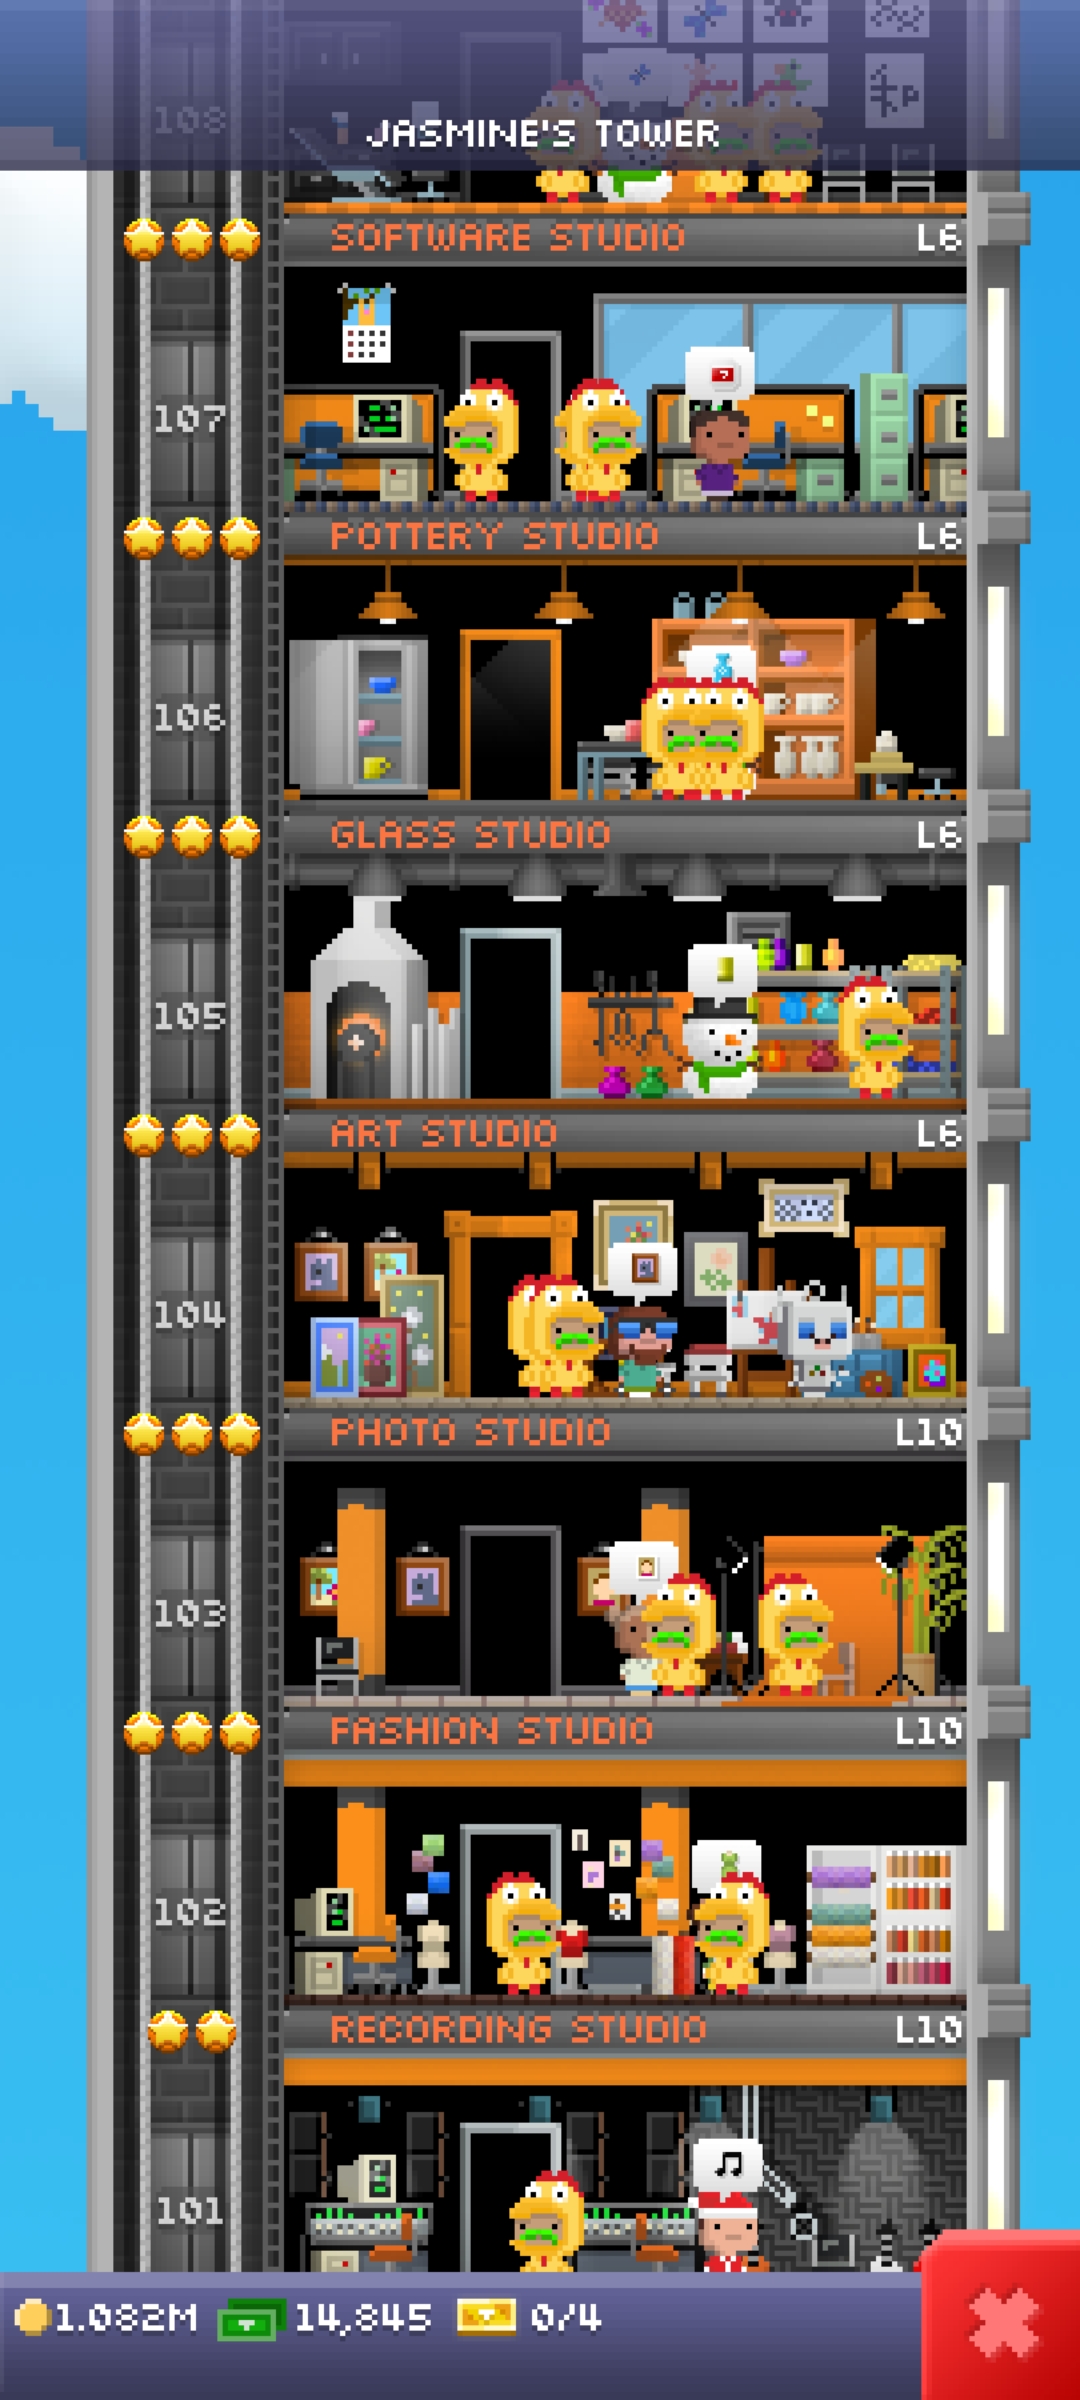 108
JASMINE'S TOWER
SOFTWARE STUDIO L6
107
POTTERY STUDIO L6
106
GLASS STUDIO L6
105
ART STUDIO L6
104
PHOTO STUDIO L10
103
FASHION STUDIO L10
102
RECORDING STUDIO L10
101
1.082M 14,845 0/4